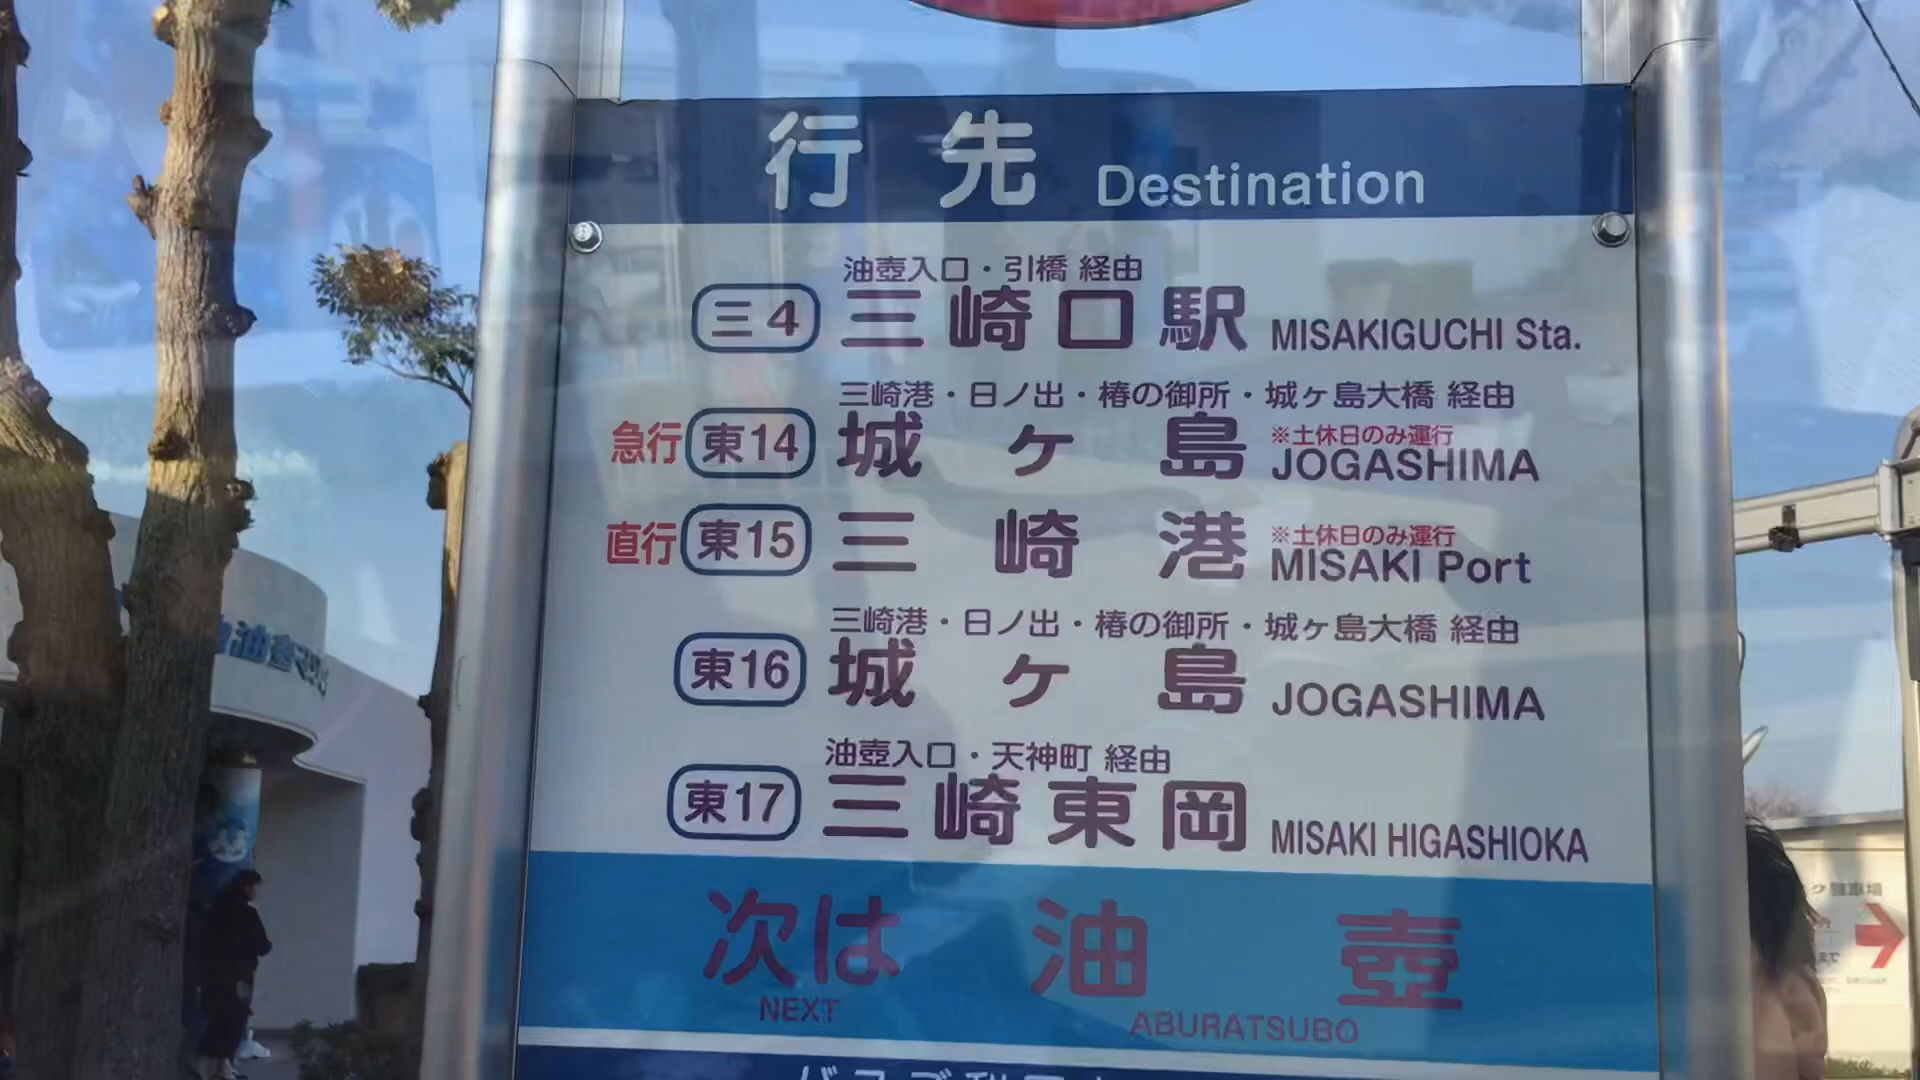 行先 Destination
油壺入口・引橋 経由
三4 三崎口駅 MISAKIGUCHI Sta.
三崎港・日ノ出・椿の御所・城ヶ島大橋 経由
急行 東14 城ヶ島 ※土休日のみ運行 JOGASHIMA
直行 東15 三崎港 ※土休日のみ運行 MISAKI Port
三崎港・日ノ出・椿の御所・城ヶ島大橋 経由
東16 城ヶ島 JOGASHIMA
油壺入口・天神町 経由
東17 三崎東岡 MISAKI HIGASHIOKA
次は 油壺
NEXT ABURATSUBO
油壺マリン